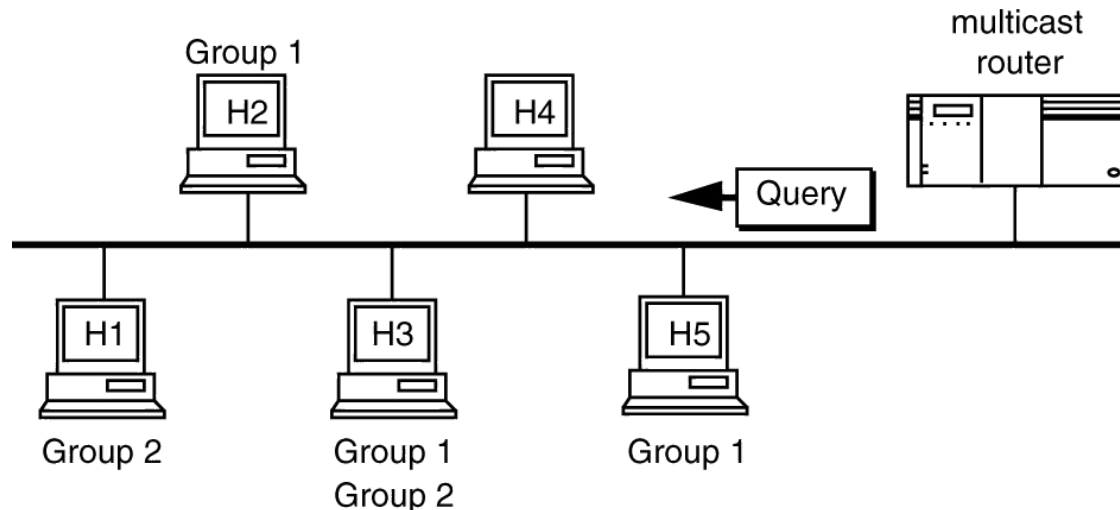 multicast
router
Group 1
H2
H4
Query
H1
H3
H5
Group 2
Group 1
Group 2
Group 1